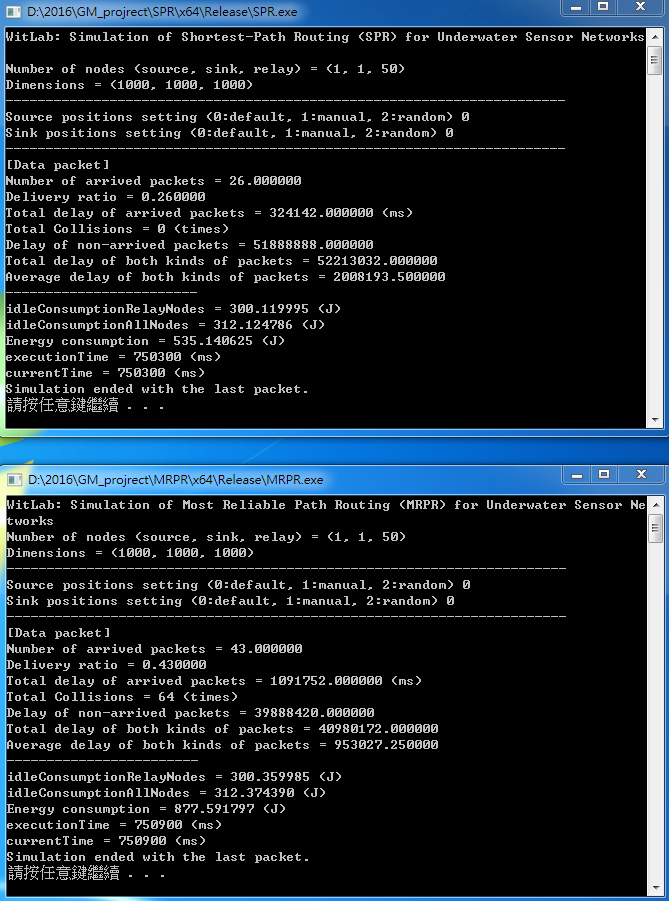 D:\2016\GM_projrect\SPR\x64\Release\SPR.exe
WitLab: Simulation of Shortest-Path Routing (SPR) for Underwater Sensor Networks
Number of nodes (source, sink, relay) = (1, 1, 50)
Dimensions = (1000, 1000, 1000)
----------------------------------------------------------------------
Source positions setting (0:default, 1:manual, 2:random) 0
Sink positions setting (0:default, 1:manual, 2:random) 0
----------------------------------------------------------------------
[Data packet]
Number of arrived packets = 26.000000
Delivery ratio = 0.260000
Total delay of arrived packets = 324142.000000 (ms)
Total Collisions = 0 (times)
Delay of non-arrived packets = 51888888.000000
Total delay of both kinds of packets = 52213032.000000
Average delay of both kinds of packets = 2008193.500000
------------------------
idleConsumptionRelayNodes = 300.119995 (J)
idleConsumptionAllNodes = 312.124786 (J)
Energy consumption = 535.140625 (J)
executionTime = 750300 (ms)
currentTime = 750300 (ms)
Simulation ended with the last packet.
請按任意鍵繼續 . . .
D:\2016\GM_projrect\MRPR\x64\Release\MRPR.exe
WitLab: Simulation of Most Reliable Path Routing (MRPR) for Underwater Sensor Ne
tworks
Number of nodes (source, sink, relay) = (1, 1, 50)
Dimensions = (1000, 1000, 1000)
----------------------------------------------------------------------
Source positions setting (0:default, 1:manual, 2:random) 0
Sink positions setting (0:default, 1:manual, 2:random) 0
----------------------------------------------------------------------
[Data packet]
Number of arrived packets = 43.000000
Delivery ratio = 0.430000
Total delay of arrived packets = 1091752.000000 (ms)
Total Collisions = 64 (times)
Delay of non-arrived packets = 39888420.000000
Total delay of both kinds of packets = 40980172.000000
Average delay of both kinds of packets = 953027.250000
------------------------
idleConsumptionRelayNodes = 300.359985 (J)
idleConsumptionAllNodes = 312.374390 (J)
Energy consumption = 877.591797 (J)
executionTime = 750900 (ms)
currentTime = 750900 (ms)
Simulation ended with the last packet.
請按任意鍵繼續 . . .